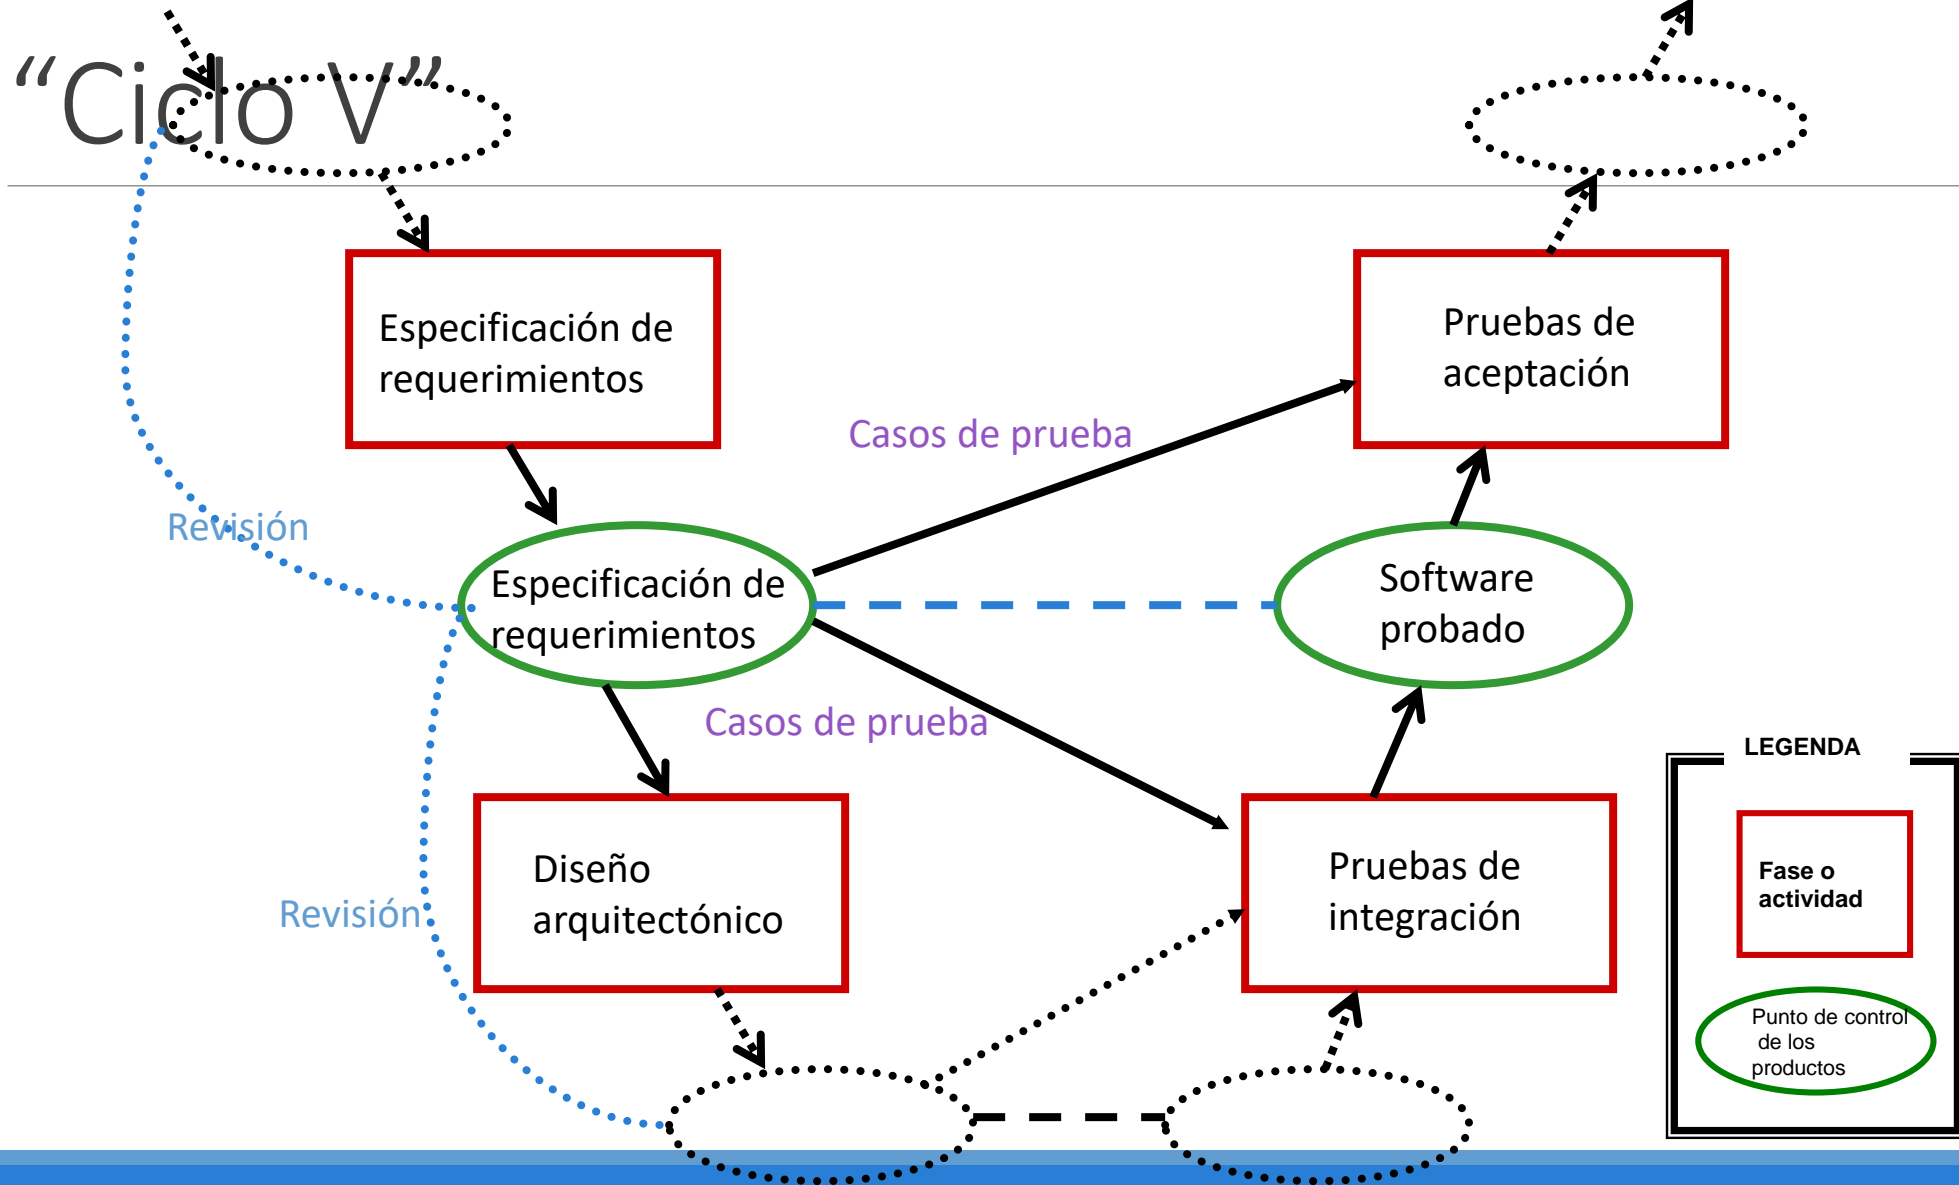 “Ciclo V”
Especificación de
requerimientos
Pruebas de
aceptación
Casos de prueba
Revisión
Especificación de
requerimientos
Software
probado
Casos de prueba
Diseño
arquitectónico
Revisión
Pruebas de
integración
LEGENDA
Fase o
actividad
Punto de control
de los
productos